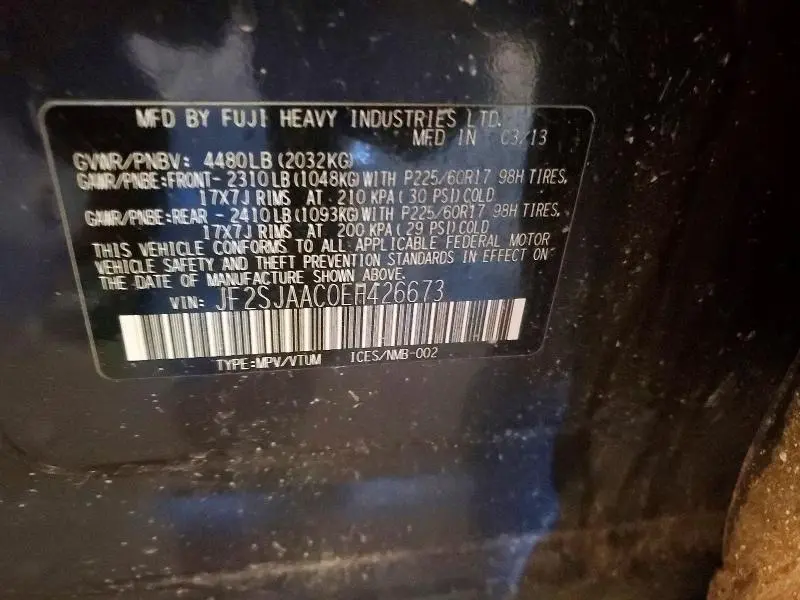 MFD BY FUJI HEAVY INDUSTRIES LTD.
MFD IN 03/13
GVWR/PNBV: 4480LB(2032KG)
GAWR/PNBE:FRONT-2310LB(1048KG)WITH P225/60R17 98H TIRES,
17X7J RIMS AT 210 KPA(30 PSI)COLD
GAWR/PNBE:REAR -2410LB(1093KG)WITH P225/60R17 98H TIRES,
17X7J RIMS AT 200 KPA(29 PSI)COLD
THIS VEHICLE CONFORMS TO ALL APPLICABLE FEDERAL MOTOR
VEHICLE SAFETY AND THEFT PREVENTION STANDARDS IN EFFECT ON
THE DATE OF MANUFACTURE SHOWN ABOVE.
VIN: JF2SJAAC0EH426673
TYPE:MPV/VTUM ICES/NMB-002